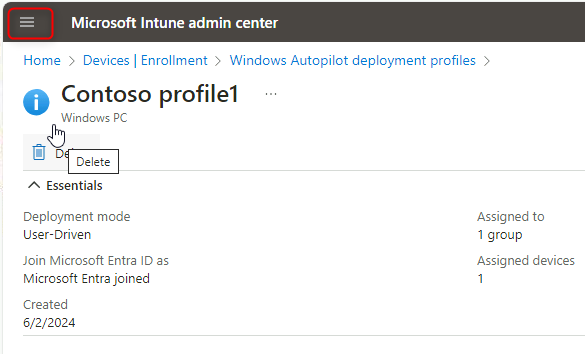 Microsoft Intune admin center
Home > Devices | Enrollment > Windows Autopilot deployment profiles >
Contoso profile1 ...
Windows PC
Delete
Essentials
Deployment mode
User-Driven
Assigned to
1 group
Join Microsoft Entra ID as
Microsoft Entra joined
Assigned devices
1
Created
6/2/2024